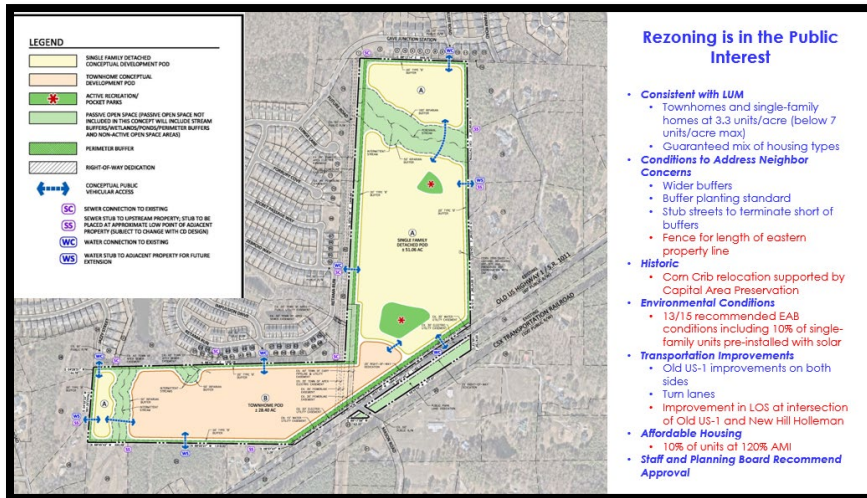 LEGEND
SINGLE FAMILY DETACHED
CONCEPTUAL DEVELOPMENT POD
TOWNHOME CONCEPTUAL
DEVELOPMENT POD
ACTIVE RECREATION/
POCKET PARKS
PASSIVE OPEN SPACE (PASSIVE OPEN SPACE NOT
INCLUDED IN THIS CONCEPT WILL INCLUDE STREAM
BUFFERS/WETLANDS/PONDS/PERIMETER BUFFERS
AND NON-ACTIVE OPEN SPACE AREAS)
PERIMETER BUFFER
RIGHT-OF-WAY DEDICATION
CONCEPTUAL PUBLIC
VEHICULAR ACCESS
SC SEWER CONNECTION TO EXISTING
SS SEWER STUB TO UPSTREAM PROPERTY; STUB TO BE
PLACED AT APPROXIMATE LOW POINT OF ADJACENT
PROPERTY (SUBJECT TO CHANGE WITH CD DESIGN)
WC WATER CONNECTION TO EXISTING
WS WATER STUB TO ADJACENT PROPERTY FOR FUTURE
EXTENSION
A
A
SINGLE FAMILY
DETACHED POD
OLD US HIGHWAY 1 / S.R. 1011
CSX TRANSPORTATION RAILROAD
A
B
TOWNHOME POD
± 28.40 AC
Rezoning is in the Public
Interest
• Consistent with LUM
• Townhomes and single-family
homes at 3.3 units/acre (below 7
units/acre max)
• Guaranteed mix of housing types
• Conditions to Address Neighbor
Concerns
• Wider buffers
• Buffer planting standard
• Stub streets to terminate short of
buffers
• Fence for length of eastern
property line
• Historic
• Corn Crib relocation supported by
Capital Area Preservation
• Environmental Conditions
• 13/15 recommended EAB
conditions including 10% of single-
family units pre-installed with solar
• Transportation Improvements
• Old US-1 improvements on both
sides
• Turn lanes
• Improvement in LOS at intersection
of Old US-1 and New Hill Holleman
• Affordable Housing
• 10% of units at 120% AMI
• Staff and Planning Board Recommend
Approval